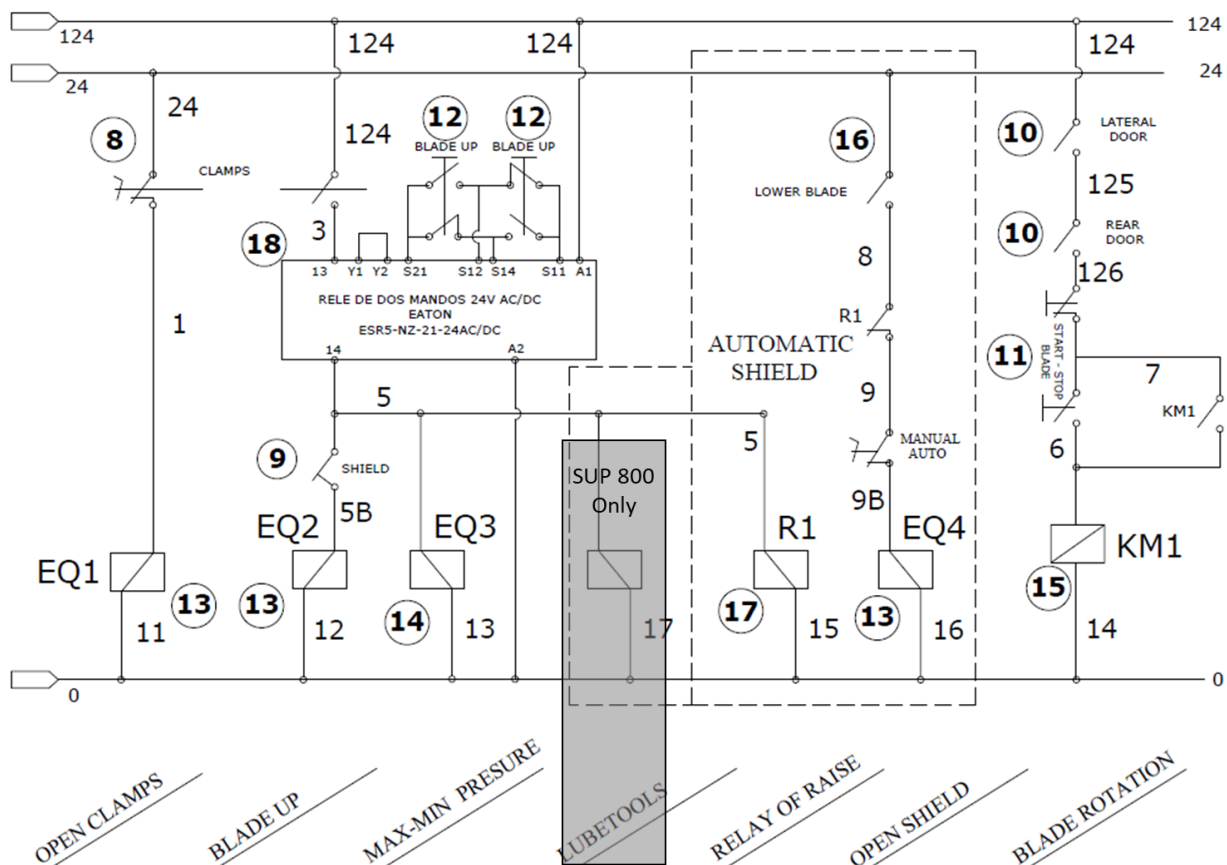 124
124
24
24
24
124
124
124
8
CLAMPS
124
12
12
BLADE UP
BLADE UP
16
LOWER BLADE
10
LATERAL
DOOR
125
10
REAR
DOOR
126
18
3
13
Y1
Y2
S21
S12
S14
S11
A1
RELE DE DOS MANDOS 24V AC/DC
EATON
ESR5-NZ-21-24AC/DC
14
A2
1
8
R1
AUTOMATIC
SHIELD
9
11
START - STOP
BLADE
7
KM1
6
5
5
9
SHIELD
5B
SUP 800
Only
MANUAL
AUTO
9B
EQ1
13
EQ2
13
EQ3
14
R1
17
EQ4
13
KM1
15
11
12
13
17
15
16
14
0
0
OPEN CLAMPS
BLADE UP
MAX-MIN PRESURE
LUBETOOLS
RELAY OF RAISE
OPEN SHIELD
BLADE ROTATION